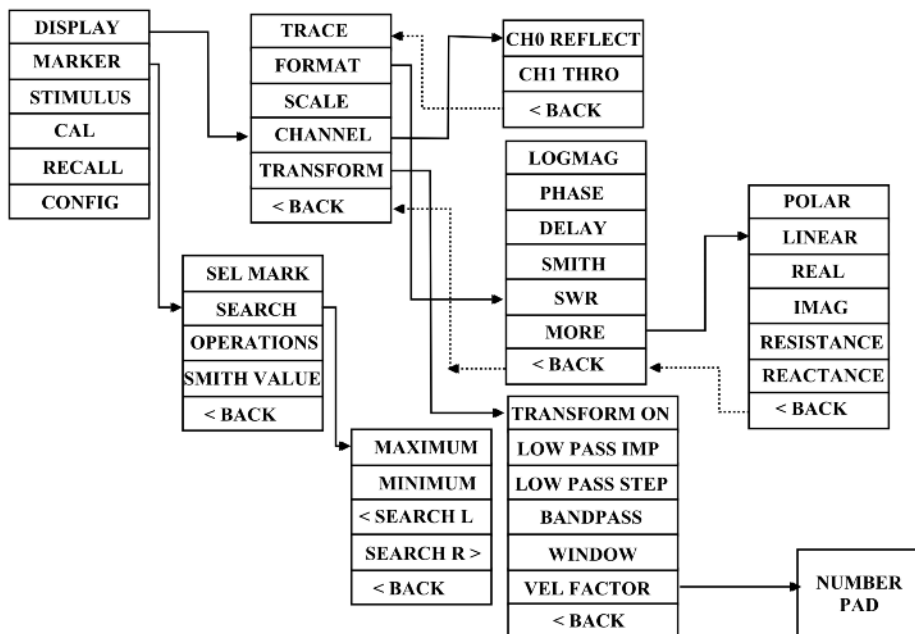 DISPLAY
MARKER
STIMULUS
CAL
RECALL
CONFIG
TRACE
FORMAT
SCALE
CHANNEL
TRANSFORM
< BACK
CH0 REFLECT
CH1 THRO
< BACK
LOGMAG
PHASE
DELAY
SMITH
SWR
MORE
< BACK
POLAR
LINEAR
REAL
IMAG
RESISTANCE
REACTANCE
< BACK
SEL MARK
SEARCH
OPERATIONS
SMITH VALUE
< BACK
MAXIMUM
MINIMUM
< SEARCH L
SEARCH R >
< BACK
TRANSFORM ON
LOW PASS IMP
LOW PASS STEP
BANDPASS
WINDOW
VEL FACTOR
< BACK
NUMBER
PAD